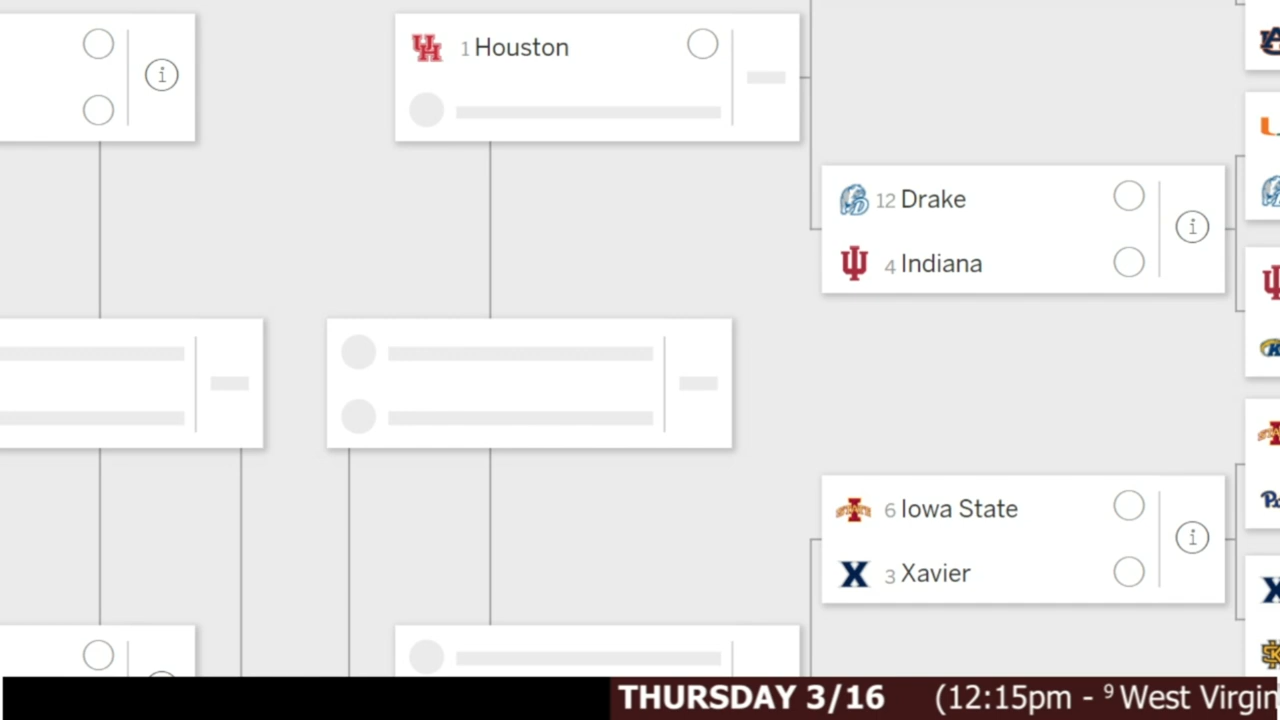 1 Houston
12 Drake
4 Indiana
6 Iowa State
3 Xavier
THURSDAY 3/16 (12:15pm - 9 West Virgin